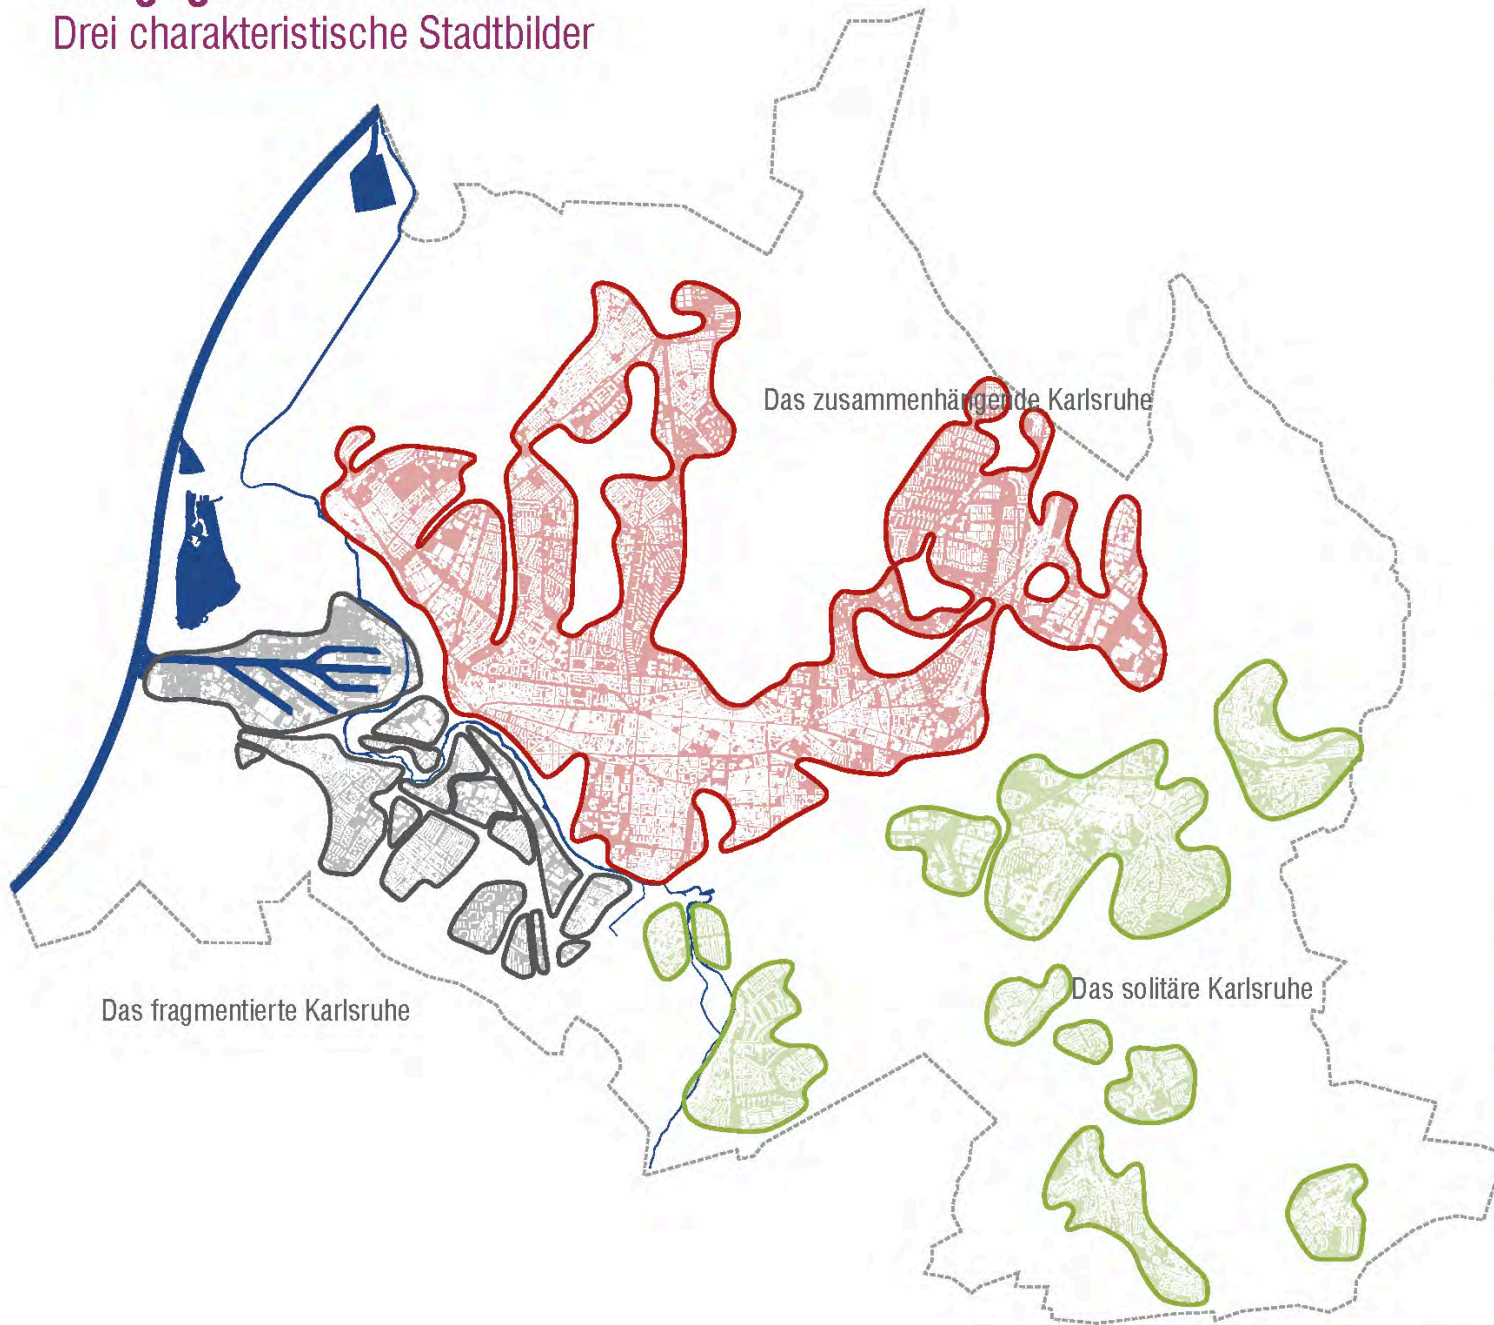 Drei charakteristische Stadtbilder
Das zusammenhängende Karlsruhe
Das solitäre Karlsruhe
Das fragmentierte Karlsruhe